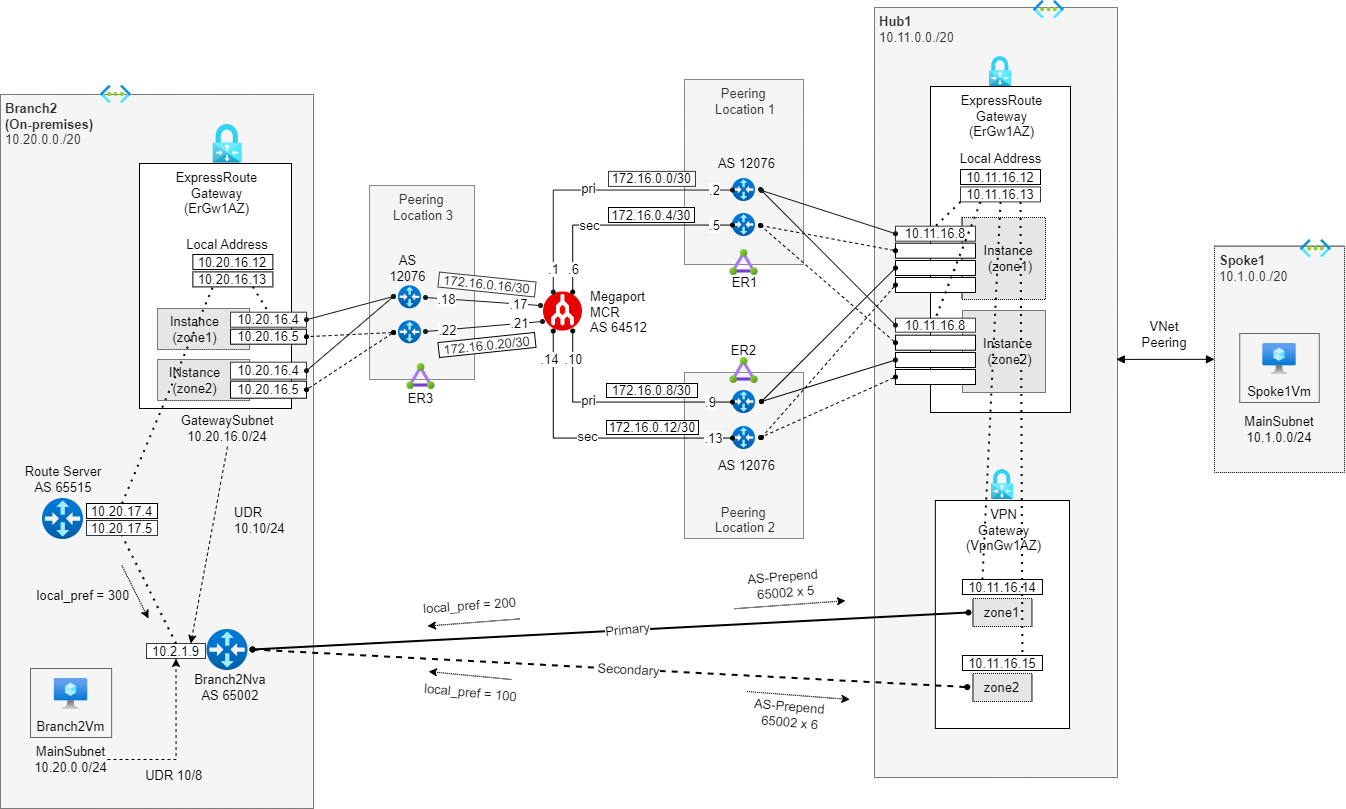 Branch2
(On-premises)
10.20.0.0./20
ExpressRoute
Gateway
(ErGw1AZ)
Local Address
10.20.16.12
10.20.16.13
Instance
(zone1)
10.20.16.4
10.20.16.5
Instance
(zone2)
10.20.16.4
10.20.16.5
GatewaySubnet
10.20.16.0/24
Route Server
AS 65515
10.20.17.4
10.20.17.5
UDR
10.10/24
local_pref = 300
10.2.1.9
Branch2Nva
AS 65002
Branch2Vm
MainSubnet
10.20.0.0/24
UDR 10/8
Peering
Location 3
AS
12076
.18
.22
ER3
172.16.0.16/30
.17
.21
172.16.0.20/30
Megaport
MCR
AS 64512
.1
.6
.14
.10
pri
172.16.0.0/30
.2
sec
172.16.0.4/30
.5
Peering
Location 1
AS 12076
ER1
ER2
pri
172.16.0.8/30
.9
sec
172.16.0.12/30
.13
AS 12076
Peering
Location 2
local_pref = 200
AS-Prepend
65002 x 5
Primary
Secondary
local_pref = 100
AS-Prepend
65002 x 6
Hub1
10.11.0.0./20
ExpressRoute
Gateway
(ErGw1AZ)
Local Address
10.11.16.12
10.11.16.13
10.11.16.8
Instance
(zone1)
10.11.16.8
Instance
(zone2)
VPN
Gateway
(VpnGw1AZ)
10.11.16.14
zone1
10.11.16.15
zone2
VNet
Peering
Spoke1
10.1.0.0./20
Spoke1Vm
MainSubnet
10.1.0.0/24